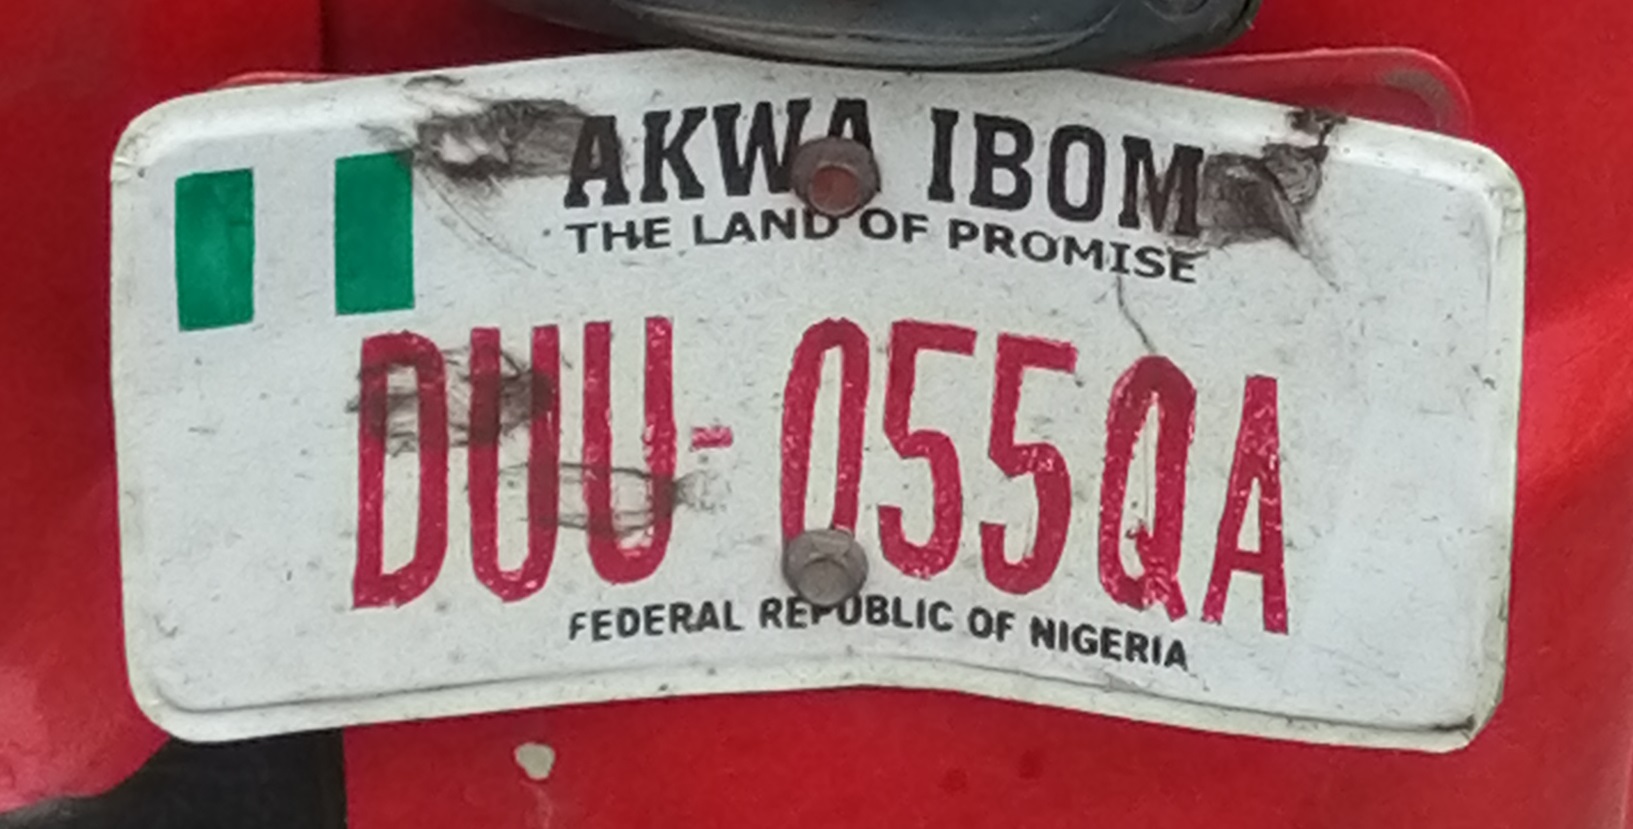 AKWA IBOM
THE LAND OF PROMISE
DUU-055QA
FEDERAL REPUBLIC OF NIGERIA